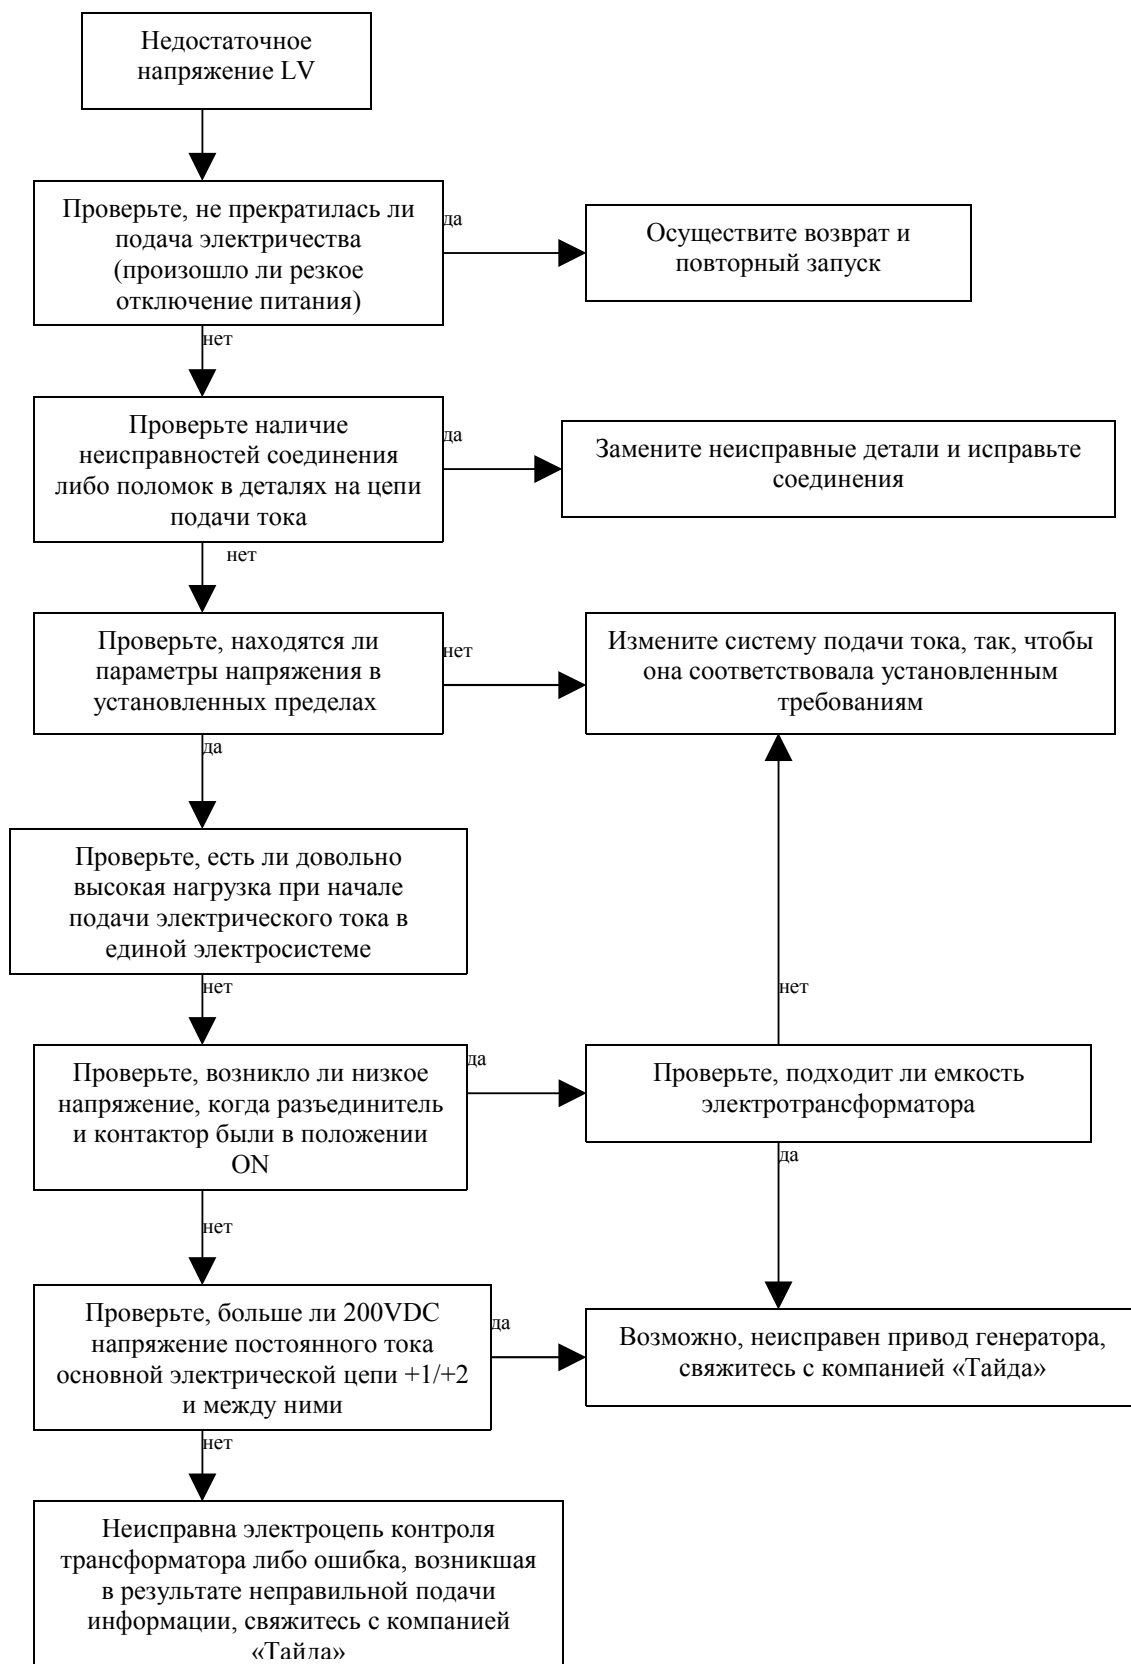 Недостаточное
напряжение LV
Проверьте, не прекратилась ли
подача электричества
(произошло ли резкое
отключение питания)
да
Осуществите возврат и
повторный запуск
нет
Проверьте наличие
неисправностей соединения
либо поломок в деталях на цепи
подачи тока
да
Замените неисправные детали и исправьте
соединения
нет
Проверьте, находятся ли
параметры напряжения в
установленных пределах
нет
Измените систему подачи тока, так, чтобы
она соответствовала установленным
требованиям
да
Проверьте, есть ли довольно
высокая нагрузка при начале
подачи электрического тока в
единой электросистеме
нет
нет
Проверьте, возникло ли низкое
напряжение, когда разъединитель
и контактор были в положении
ON
да
Проверьте, подходит ли емкость
электротрансформатора
да
нет
Проверьте, больше ли 200VDC
напряжение постоянного тока
основной электрической цепи +1/+2
и между ними
да
Возможно, неисправен привод генератора,
свяжитесь с компанией «Тайда»
нет
Неисправна электроцепь контроля
трансформатора либо ошибка, возникшая
в результате неправильной подачи
информации, свяжитесь с компанией
«Тайда»